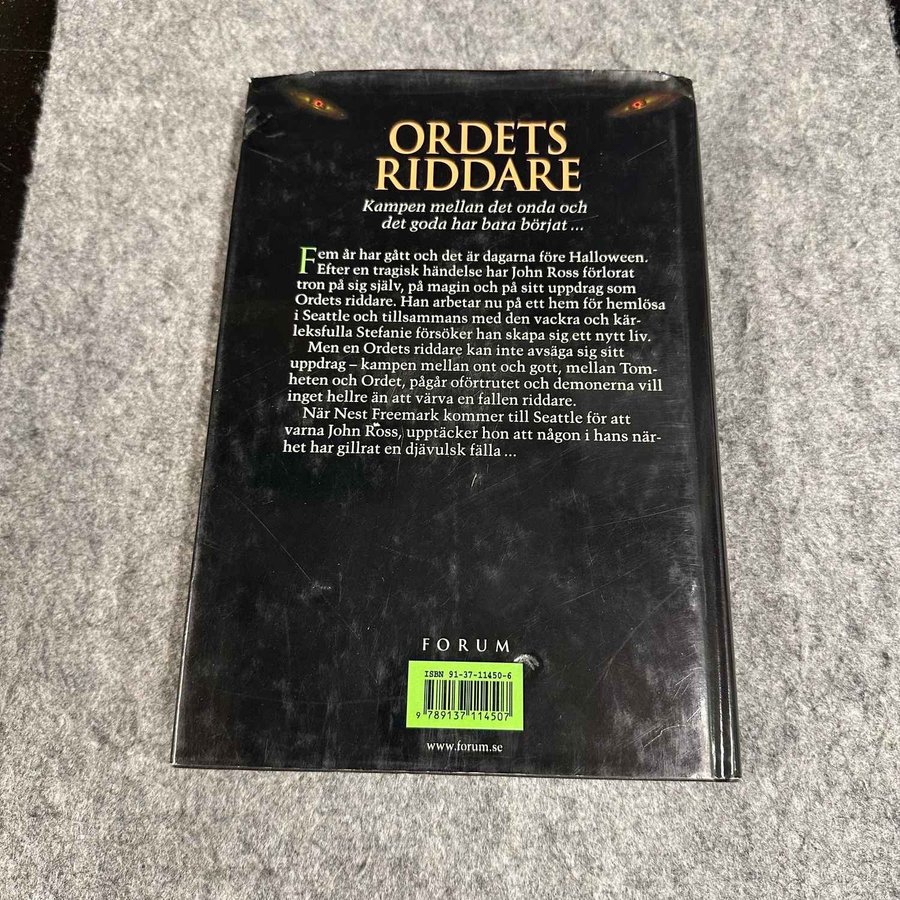 ORDETS
RIDDARE
Kampen mellan det onda och
det goda har bara börjat ...
Fem år har gått och det är dagarna före Halloween.
Efter en tragisk händelse har John Ross förlorat
tron på sig själv, på magin och på sitt uppdrag som
Ordets riddare. Han arbetar nu på ett hem för hemlösa
i Seattle och tillsammans med den vackra och kär-
leksfulla Stefanie försöker han skapa sig ett nytt liv.
Men en Ordets riddare kan inte avsäga sig sitt
uppdrag – kampen mellan ont och gott, mellan Tom-
heten och Ordet, pågår oförtrutet och demonerna vill
inget hellre än att värva en fallen riddare.
När Nest Freemark kommer till Seattle för att
varna John Ross, upptäcker hon att någon i hans när-
het har gillrat en djävulsk fälla ...
FORUM
ISBN 91-37-11450-6
9 789137 114507
www.forum.se